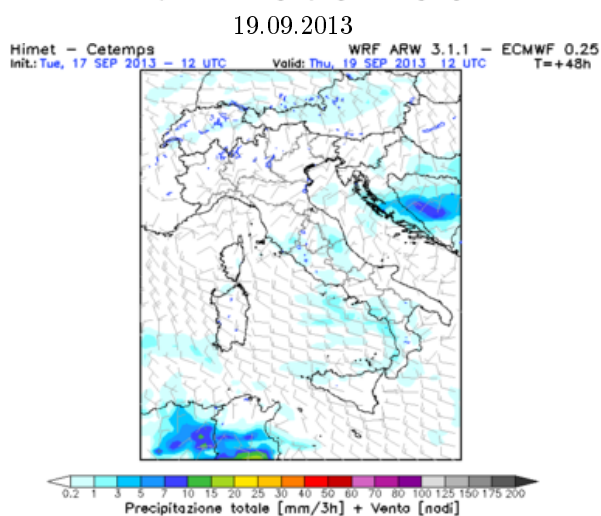 19.09.2013
Himet – Cetemps WRF ARW 3.1.1 – ECMWF 0.25
Init.: Tue, 17 SEP 2013 – 12 UTC Valid: Thu, 19 SEP 2013 12 UTC T=+48h
0.2 1 3 5 7 10 15 20 25 30 40 50 60 70 80 100 125 150 175 200
Precipitazione totale [mm/3h] + Vento [nodi]